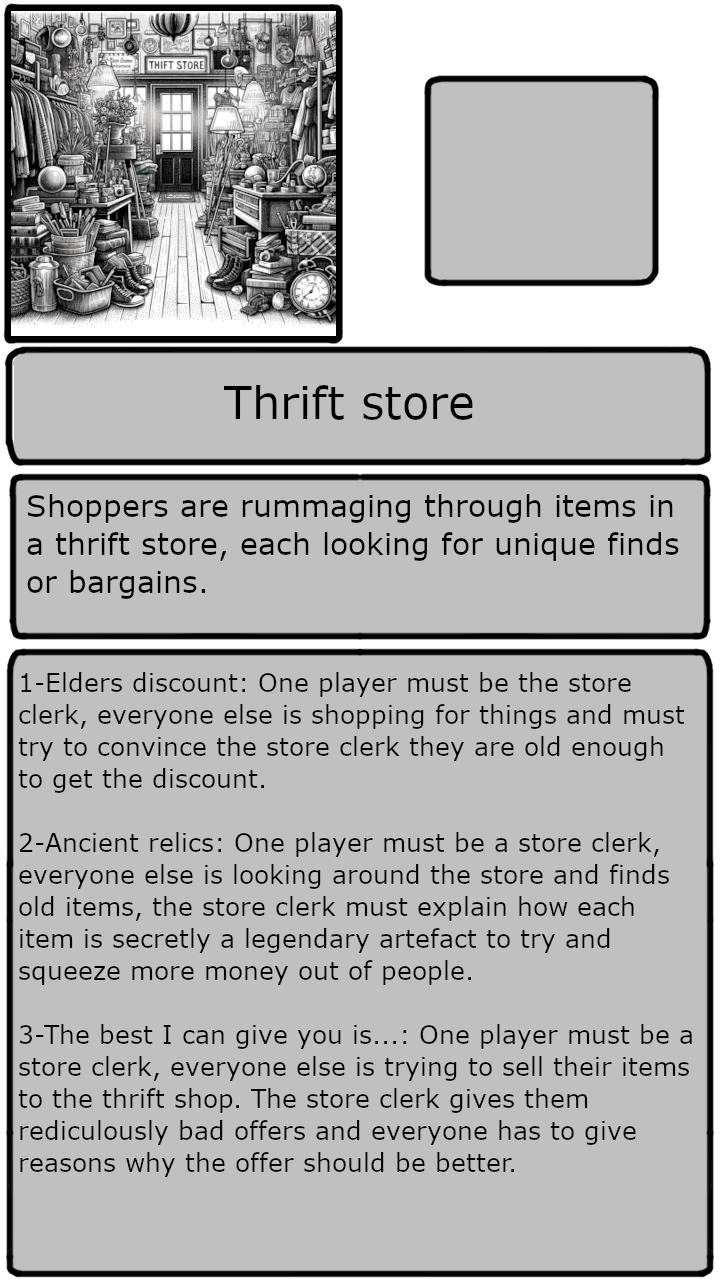 THIFT STORE
Thrift store
Shoppers are rummaging through items in
a thrift store, each looking for unique finds
or bargains.
1-Elders discount: One player must be the store
clerk, everyone else is shopping for things and must
try to convince the store clerk they are old enough
to get the discount.
2-Ancient relics: One player must be a store clerk,
everyone else is looking around the store and finds
old items, the store clerk must explain how each
item is secretly a legendary artefact to try and
squeeze more money out of people.
3-The best I can give you is...: One player must be a
store clerk, everyone else is trying to sell their items
to the thrift shop. The store clerk gives them
rediculously bad offers and everyone has to give
reasons why the offer should be better.